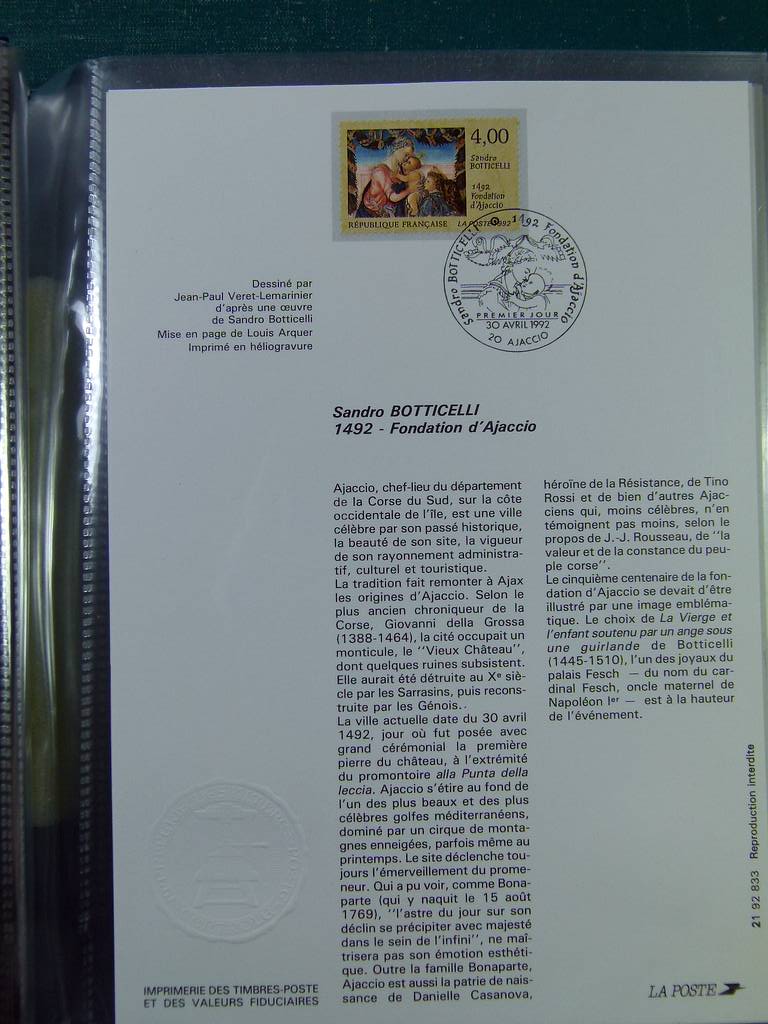 4,00
Sandro
BOTTICELLI
1492
Fondation
d'Ajaccio
RÉPUBLIQUE FRANÇAISE LA POSTE 1992
Sandro BOTTICELLI 1492 Fondation d'Ajaccio
PREMIER JOUR
30 AVRIL 1992
20 AJACCIO
Dessiné par
Jean-Paul Veret-Lemarinier
d'après une œuvre
de Sandro Botticelli
Mise en page de Louis Arquer
Imprimé en héliogravure
Sandro BOTTICELLI
1492 - Fondation d'Ajaccio
Ajaccio, chef-lieu du département
de la Corse du Sud, sur la côte
occidentale de l'île, est une ville
célèbre par son passé historique,
la beauté de son site, la vigueur
de son rayonnement administra-
tif, culturel et touristique.
La tradition fait remonter à Ajax
les origines d'Ajaccio. Selon le
plus ancien chroniqueur de la
Corse, Giovanni della Grossa
(1388-1464), la cité occupait un
monticule, le ''Vieux Château'',
dont quelques ruines subsistent.
Elle aurait été détruite au Xe siè-
cle par les Sarrasins, puis recons-
truite par les Génois.
La ville actuelle date du 30 avril
1492, jour où fut posée avec
grand cérémonial la première
pierre du château, à l'extrémité
du promontoire alla Punta della
leccia. Ajaccio s'étire au fond de
l'un des plus beaux et des plus
célèbres golfes méditerranéens,
dominé par un cirque de monta-
gnes enneigées, parfois même au
printemps. Le site déclenche tou-
jours l'émerveillement du prome-
neur. Qui a pu voir, comme Bona-
parte (qui y naquit le 15 août
1769), ''l'astre du jour sur son
déclin se précipiter avec majesté
dans le sein de l'infini'', ne maî-
trisera pas son émotion esthéti-
que. Outre la famille Bonaparte,
Ajaccio est aussi la patrie de nais-
sance de Danielle Casanova,
héroïne de la Résistance, de Tino
Rossi et de bien d'autres Ajac-
ciens qui, moins célèbres, n'en
témoignent pas moins, selon le
propos de J.-J. Rousseau, de ''la
valeur et de la constance du peu-
ple corse''.
Le cinquième centenaire de la fon-
dation d'Ajaccio se devait d'être
illustré par une image embléma-
tique. Le choix de La Vierge et
l'enfant soutenu par un ange sous
une guirlande de Botticelli
(1445-1510), l'un des joyaux du
palais Fesch — du nom du car-
dinal Fesch, oncle maternel de
Napoléon Ier — est à la hauteur
de l'événement.
21 92 833 Reproduction interdite
IMPRIMERIE DES TIMBRES-POSTE
ET DES VALEURS FIDUCIAIRES
LA POSTE